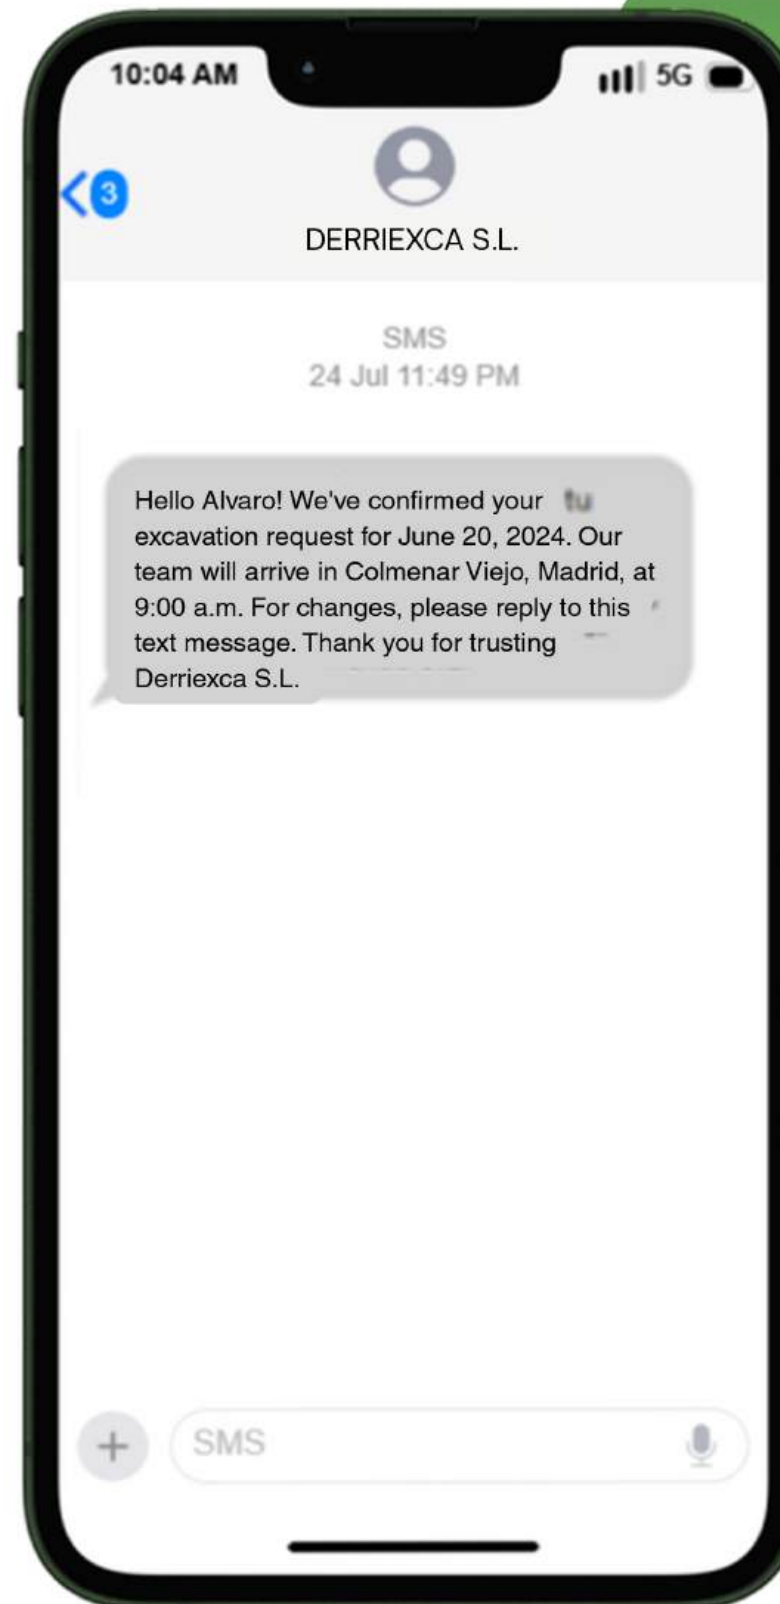 10:04 AM
5G
3
DERRIEXCA S.L.
SMS
24 Jul 11:49 PM
Hello Alvaro! We've confirmed your tu
excavation request for June 20, 2024. Our
team will arrive in Colmenar Viejo, Madrid, at
9:00 a.m. For changes, please reply to this
text message. Thank you for trusting
Derriexca S.L.
SMS